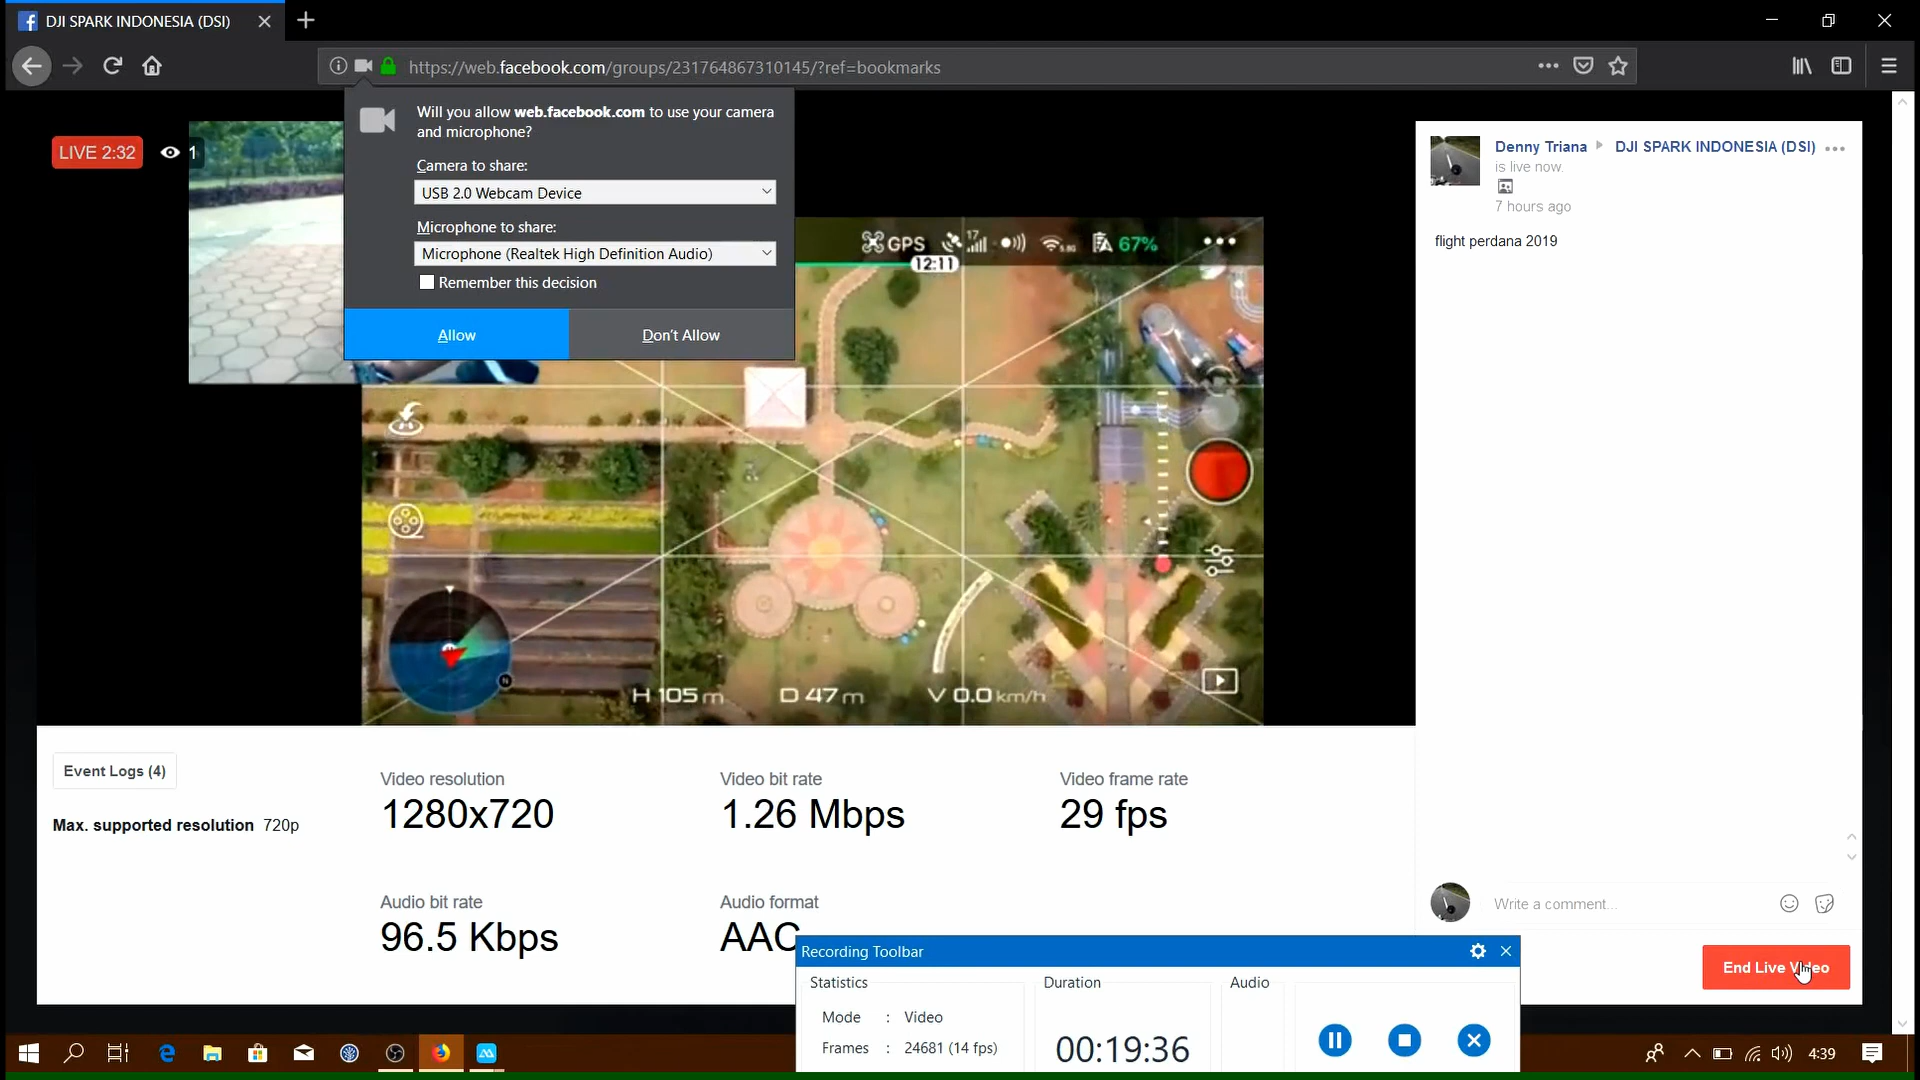 DJI SPARK INDONESIA (DSI)
https://web.facebook.com/groups/231764867310145/?ref=bookmarks
Will you allow web.facebook.com to use your camera
and microphone?
Camera to share:
USB 2.0 Webcam Device
Microphone to share:
Microphone (Realtek High Definition Audio)
Remember this decision
Allow
Don't Allow
LIVE 2:32
1
GPS
17
5.8G
67%
12:11
N
H 105 m
D 47 m
V 0.0 km/h
Denny Triana
DJI SPARK INDONESIA (DSI)
is live now.
7 hours ago
flight perdana 2019
Event Logs (4)
Max. supported resolution 720p
Video resolution
1280x720
Video bit rate
1.26 Mbps
Video frame rate
29 fps
Audio bit rate
96.5 Kbps
Audio format
AAC
Write a comment...
End Live Video
Recording Toolbar
Statistics
Mode : Video
Frames : 24681 (14 fps)
Duration
00:19:36
Audio
4:39